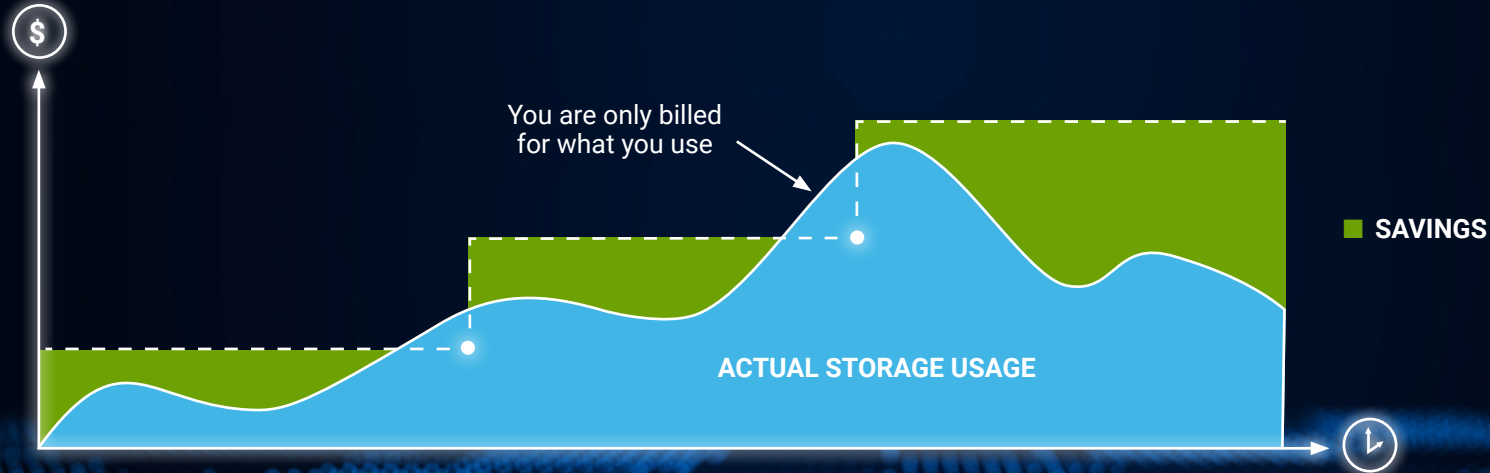 $
You are only billed
for what you use
SAVINGS
ACTUAL STORAGE USAGE